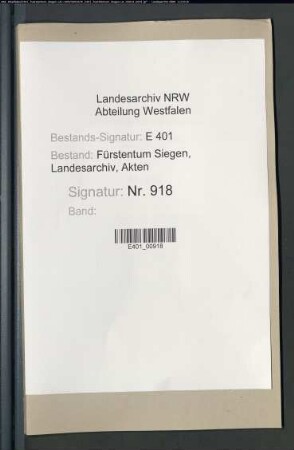 Landesarchiv NRW
Abteilung Westfalen
Bestands-Signatur: E 401
Bestand: Fürstentum Siegen,
Landesarchiv, Akten
Signatur: Nr. 918
Band:
E401_00918